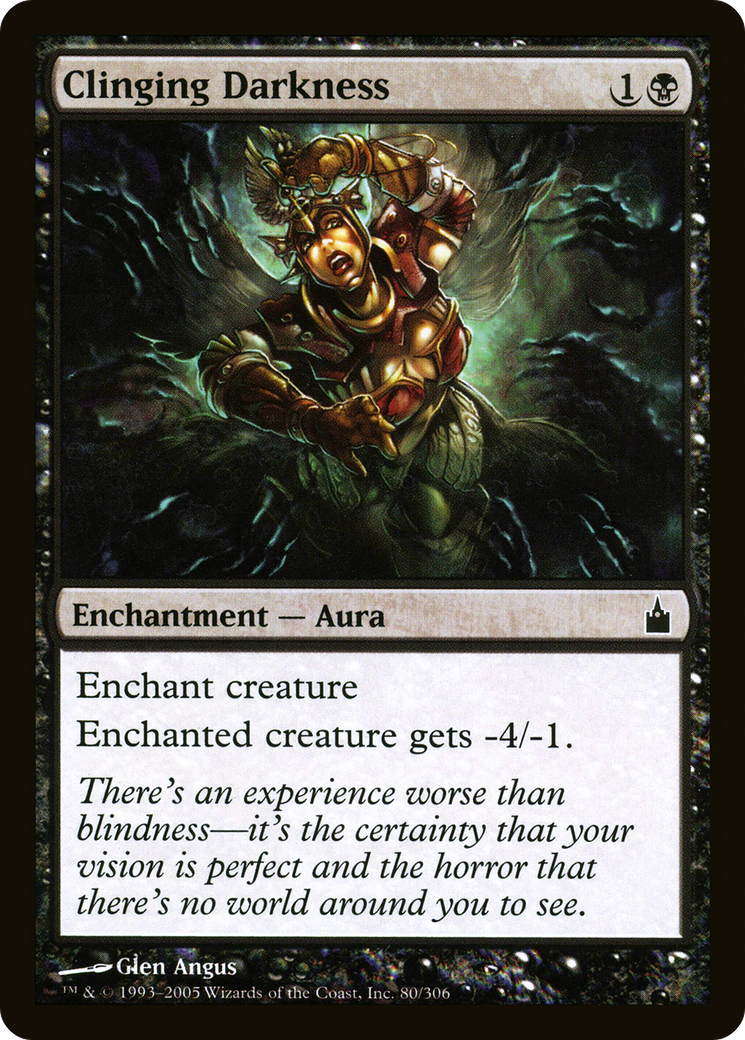 Clinging Darkness 1
Enchantment — Aura
Enchant creature
Enchanted creature gets -4/-1.
There's an experience worse than
blindness—it's the certainty that your
vision is perfect and the horror that
there's no world around you to see.
Glen Angus
™ & © 1993–2005 Wizards of the Coast, Inc. 80/306